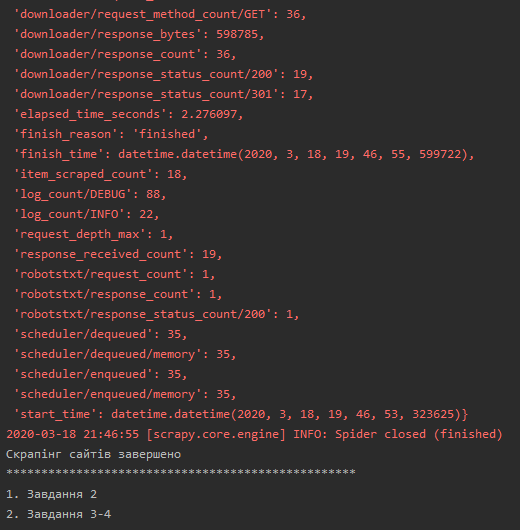 'downloader/request_method_count/GET': 36,
'downloader/response_bytes': 598785,
'downloader/response_count': 36,
'downloader/response_status_count/200': 19,
'downloader/response_status_count/301': 17,
'elapsed_time_seconds': 2.276097,
'finish_reason': 'finished',
'finish_time': datetime.datetime(2020, 3, 18, 19, 46, 55, 599722),
'item_scraped_count': 18,
'log_count/DEBUG': 88,
'log_count/INFO': 22,
'request_depth_max': 1,
'response_received_count': 19,
'robotstxt/request_count': 1,
'robotstxt/response_count': 1,
'robotstxt/response_status_count/200': 1,
'scheduler/dequeued': 35,
'scheduler/dequeued/memory': 35,
'scheduler/enqueued': 35,
'scheduler/enqueued/memory': 35,
'start_time': datetime.datetime(2020, 3, 18, 19, 46, 53, 323625)}
2020-03-18 21:46:55 [scrapy.core.engine] INFO: Spider closed (finished)
Скрапінг сайтів завершено
**************************************************
1. Завдання 2
2. Завдання 3-4